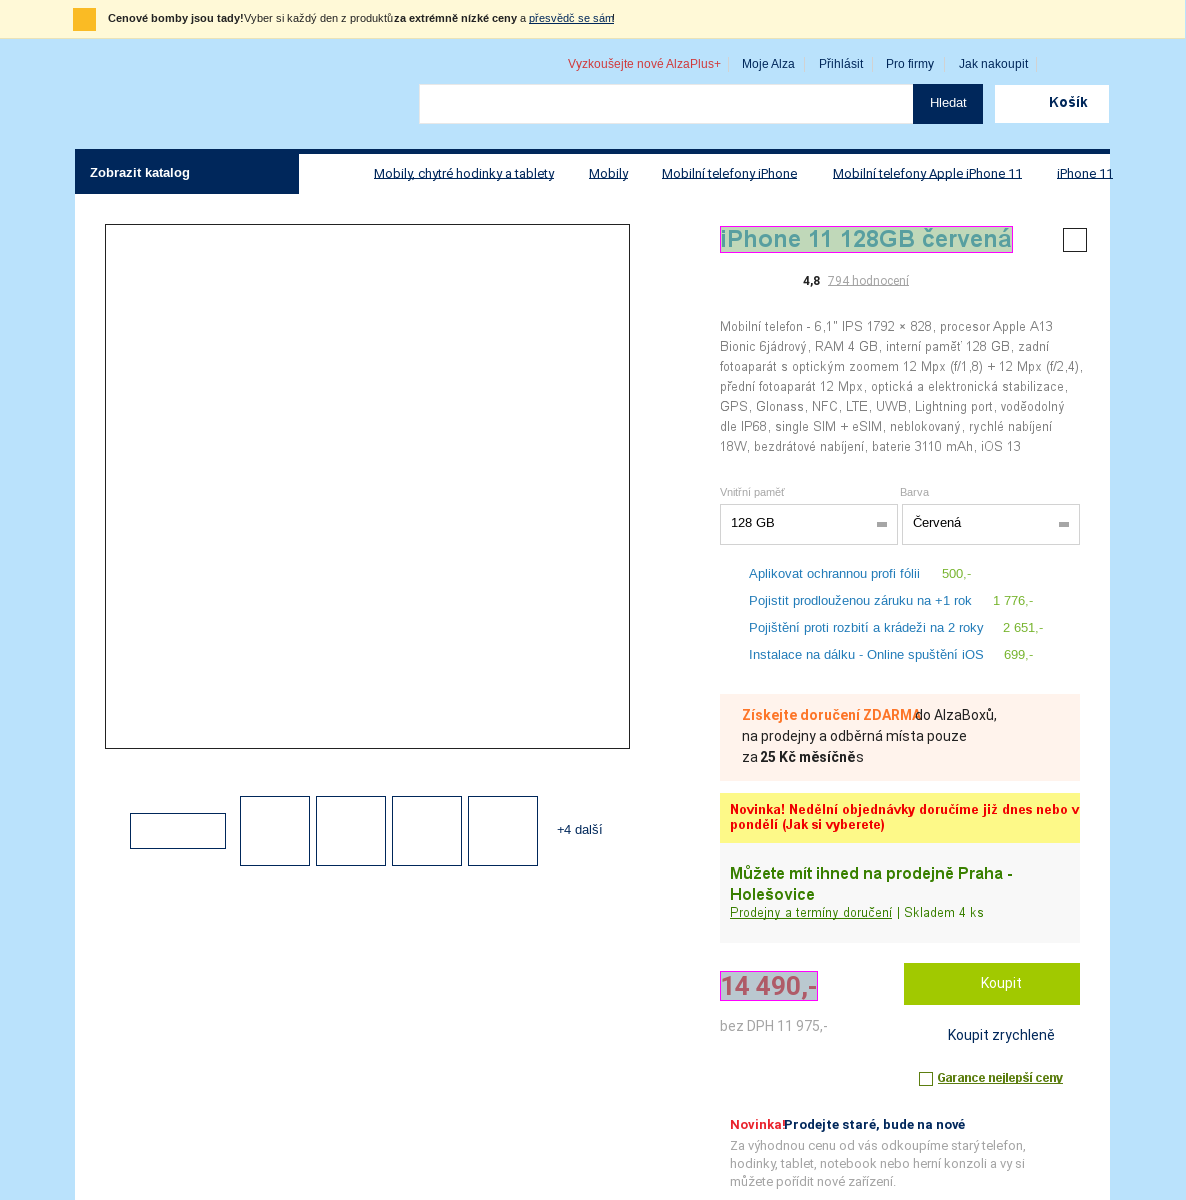 Cenové bomby jsou tady! Vyber si každý den z produktů za extrémně nízké ceny a přesvědč se sám!
Vyzkoušejte nové AlzaPlus+ Moje Alza Přihlásit Pro firmy Jak nakoupit
Hledat Košík
Zobrazit katalog Mobily, chytré hodinky a tablety Mobily Mobilní telefony iPhone Mobilní telefony Apple iPhone 11 iPhone 11
iPhone 11 128GB červená
4,8 794 hodnocení
Mobilní telefon - 6,1" IPS 1792 × 828, procesor Apple A13
Bionic 6jádrový, RAM 4 GB, interní paměť 128 GB, zadní
fotoaparát s optickým zoomem 12 Mpx (f/1,8) + 12 Mpx (f/2,4),
přední fotoaparát 12 Mpx, optická a elektronická stabilizace,
GPS, Glonass, NFC, LTE, UWB, Lightning port, voděodolný
dle IP68, single SIM + eSIM, neblokovaný, rychlé nabíjení
18W, bezdrátové nabíjení, baterie 3110 mAh, iOS 13
Vnitřní paměť Barva
128 GB Červená
Aplikovat ochrannou profi fólii 500,-
Pojistit prodlouženou záruku na +1 rok 1 776,-
Pojištění proti rozbití a krádeži na 2 roky 2 651,-
Instalace na dálku - Online spuštění iOS 699,-
Získejte doručení ZDARMA do AlzaBoxů,
na prodejny a odběrná místa pouze
za 25 Kč měsíčně s
+4 další
Novinka! Nedělní objednávky doručíme již dnes nebo v
pondělí (Jak si vyberete)
Můžete mít ihned na prodejně Praha -
Holešovice
Prodejny a termíny doručení | Skladem 4 ks
14 490,- Koupit
bez DPH 11 975,-
Koupit zrychleně
Garance nejlepší ceny
Novinka! Prodejte staré, bude na nové
Za výhodnou cenu od vás odkoupíme starý telefon,
hodinky, tablet, notebook nebo herní konzoli a vy si
můžete pořídit nové zařízení.